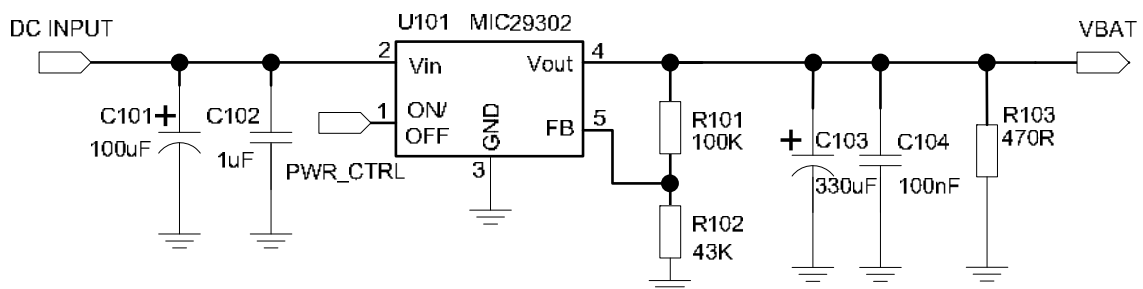 DC INPUT
U101 MIC29302
VBAT
2
4
Vin
Vout
C101
+
100uF
C102
1uF
1
ON/
OFF
GND
FB
5
3
PWR_CTRL
R101
100K
R102
43K
+
C103
330uF
C104
100nF
R103
470R